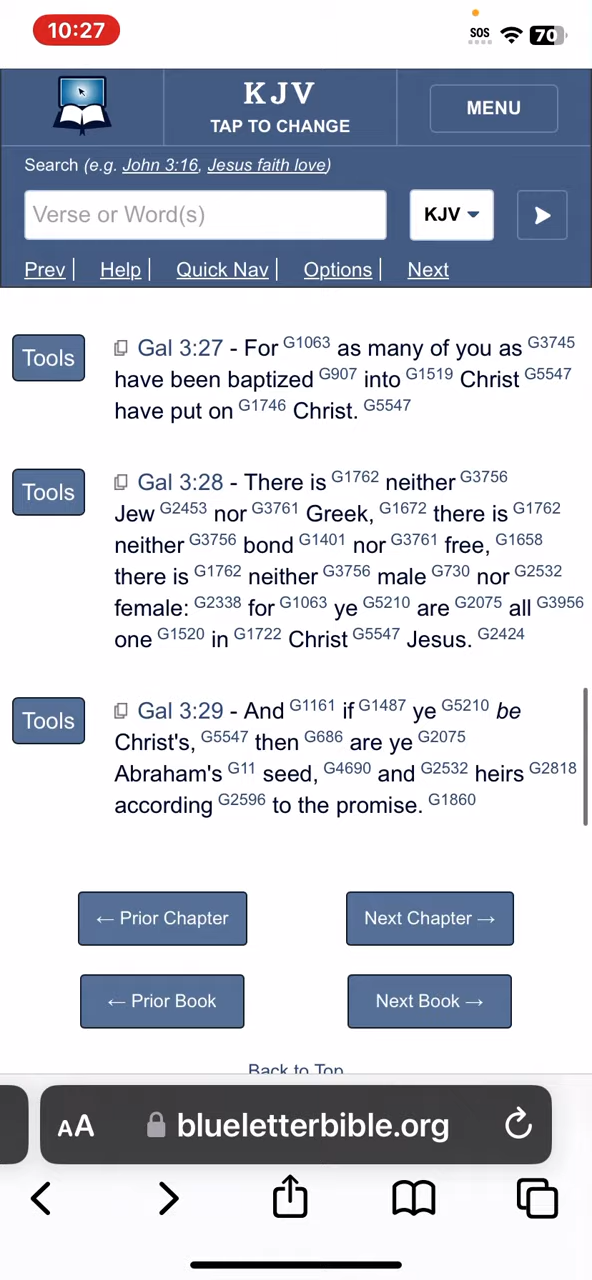 10:27 SOS 70
KJV
TAP TO CHANGE
MENU
Search (e.g. John 3:16, Jesus faith love)
Verse or Word(s) KJV
Prev Help Quick Nav Options Next
Tools
Gal 3:27 - For G1063 as many of you as G3745
have been baptized G907 into G1519 Christ G5547
have put on G1746 Christ. G5547
Tools
Gal 3:28 - There is G1762 neither G3756
Jew G2453 nor G3761 Greek, G1672 there is G1762
neither G3756 bond G1401 nor G3761 free, G1658
there is G1762 neither G3756 male G730 nor G2532
female: G2338 for G1063 ye G5210 are G2075 all G3956
one G1520 in G1722 Christ G5547 Jesus. G2424
Tools
Gal 3:29 - And G1161 if G1487 ye G5210 be
Christ's, G5547 then G686 are ye G2075
Abraham's G11 seed, G4690 and G2532 heirs G2818
according G2596 to the promise. G1860
← Prior Chapter Next Chapter →
← Prior Book Next Book →
Back to Top
AA blueletterbible.org